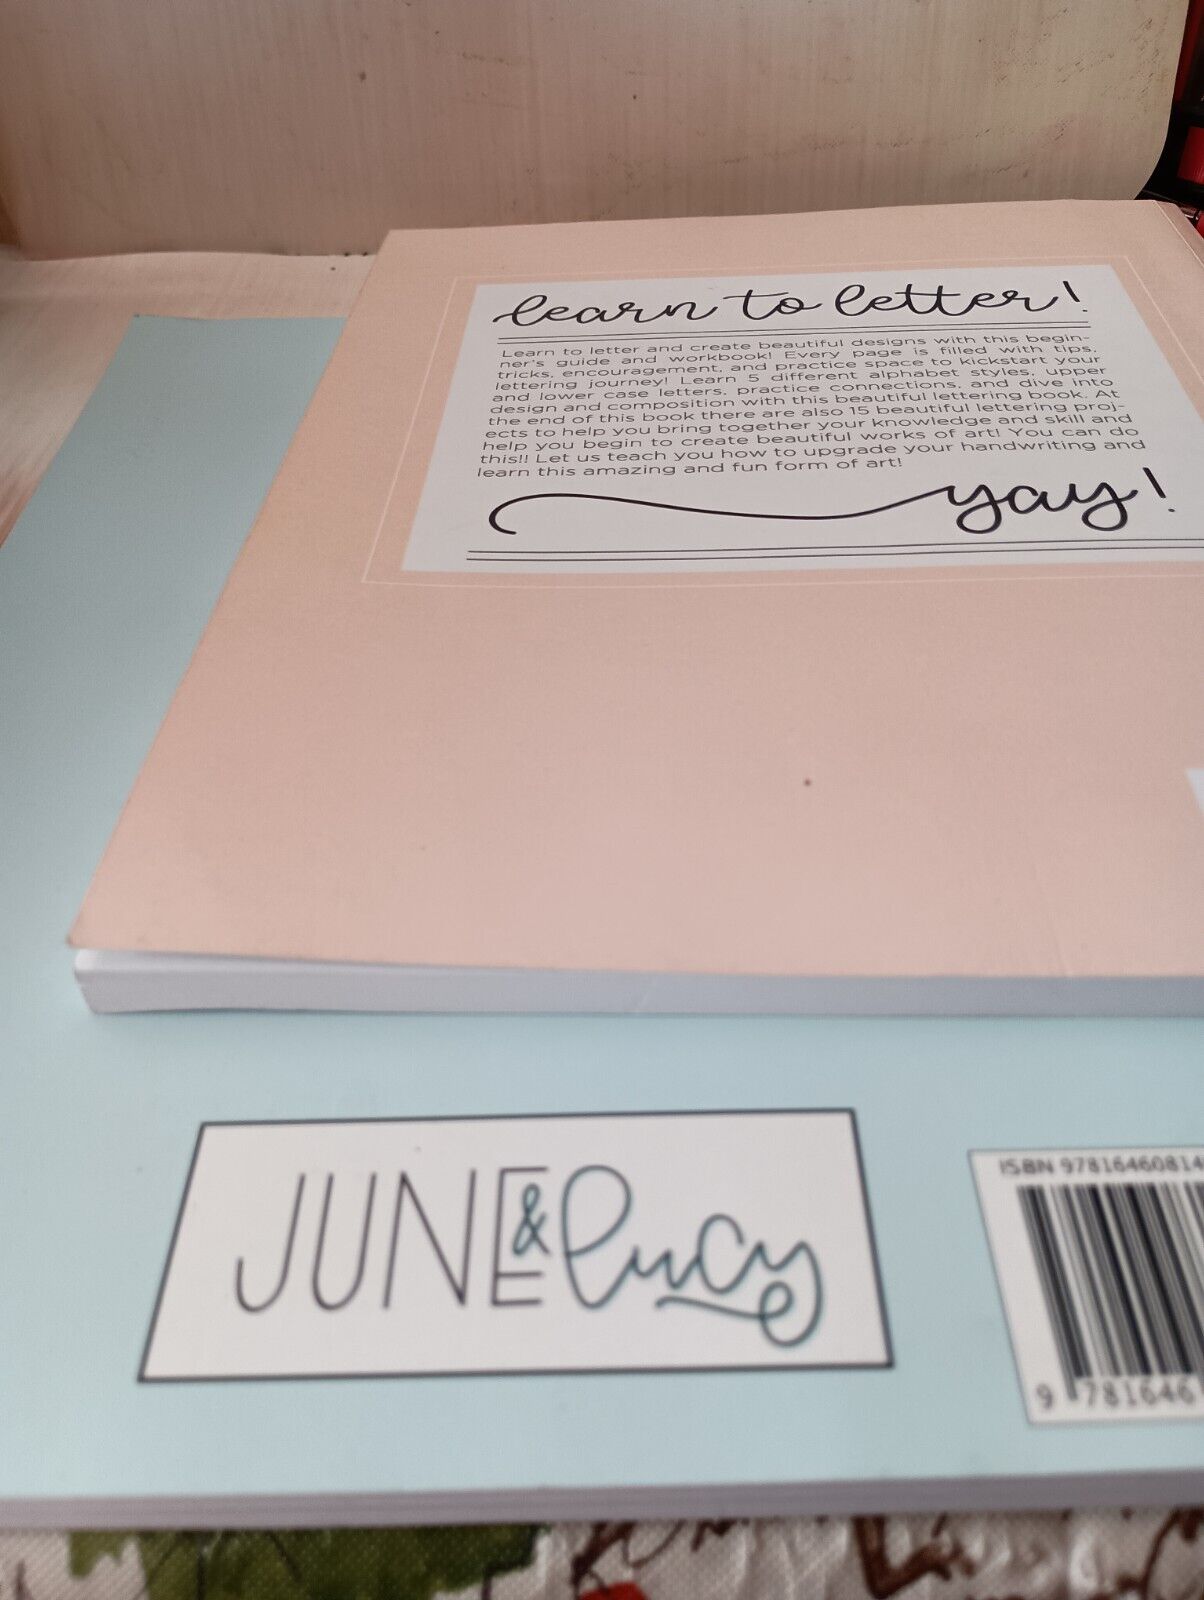 learn to letter!
Learn to letter and create beautiful designs with this begin-
ner's guide and workbook! Every page is filled with tips,
tricks, encouragement, and practice space to kickstart your
lettering journey! Learn 5 different alphabet styles, upper
and lower case letters, practice connections, and dive into
design and composition with this beautiful lettering book. At
the end of this book there are also 15 beautiful lettering proj-
ects to help you bring together your knowledge and skill and
help you begin to create beautiful works of art! You can do
this!! Let us teach you how to upgrade your handwriting and
learn this amazing and fun form of art!
yay!
JUNE & lucy
ISBN 97816460814
9 781646